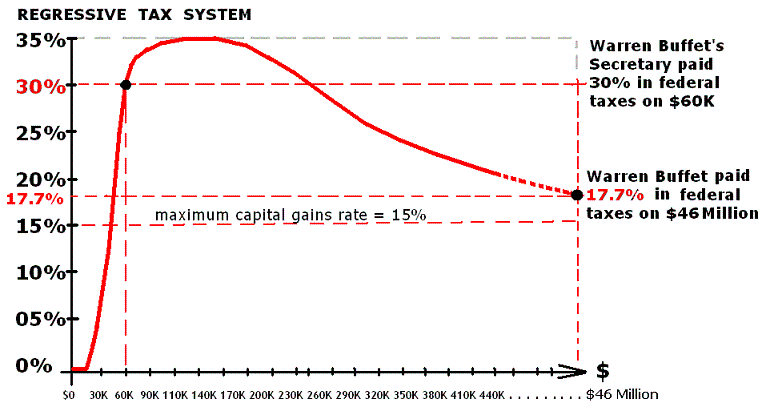 REGRESSIVE TAX SYSTEM
35%
30%
25%
20%
17.7%
15%
10%
05%
0%
maximum capital gains rate = 15%
Warren Buffet's
Secretary paid
30% in federal
taxes on $60K
Warren Buffet paid
17.7% in federal
taxes on $46 Million
$
$0 30K 60K 90K 110K 140K 170K 200K 230K 260K 290K 320K 350K 380K 410K 440K . . . . . . . . $46 Million